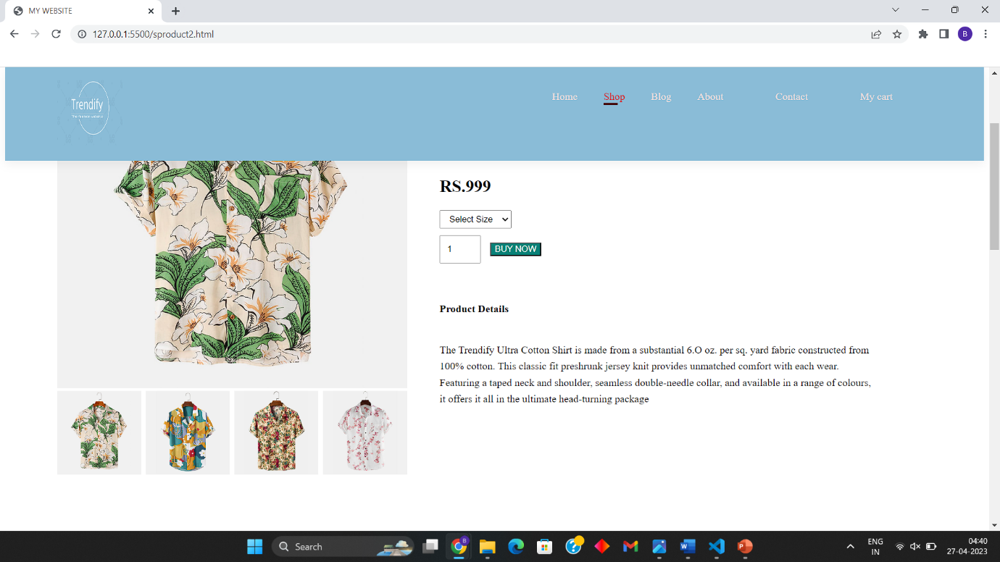 MY WEBSITE
127.0.0.1:5500/sproduct2.html
B
Trendify
Home Shop Blog About Contact My cart
RS.999
Select Size
1 BUY NOW
Product Details
The Trendify Ultra Cotton Shirt is made from a substantial 6.O oz. per sq. yard fabric constructed from
100% cotton. This classic fit preshrunk jersey knit provides unmatched comfort with each wear.
Featuring a taped neck and shoulder, seamless double-needle collar, and available in a range of colours,
it offers it all in the ultimate head-turning package
Search
ENG
IN
04:40
27-04-2023